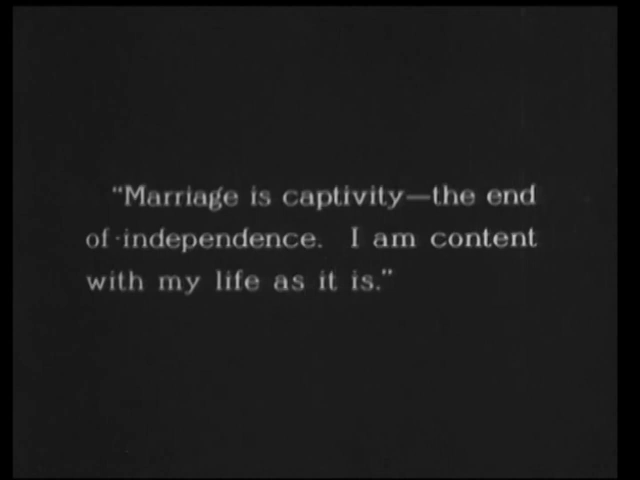 "Marriage is captivity—the end
of independence. I am content
with my life as it is."